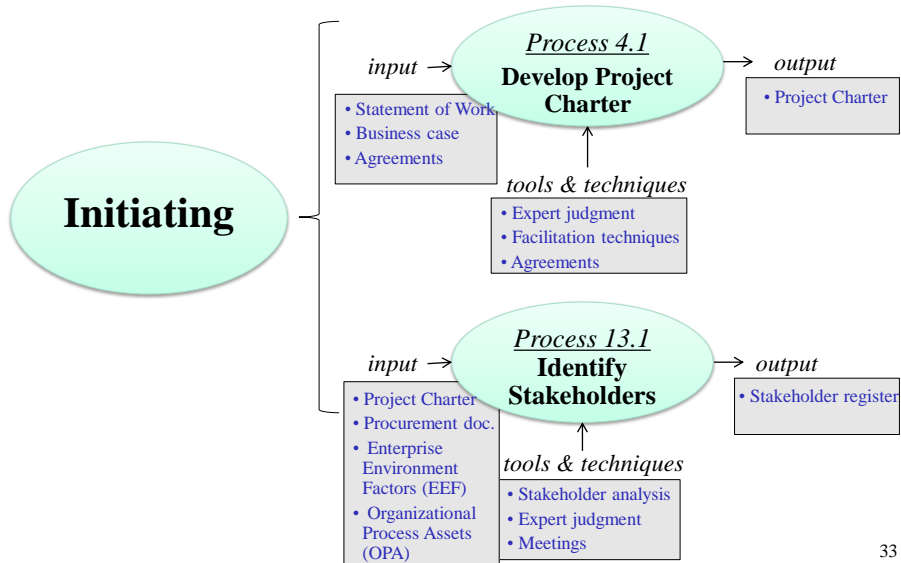 Initiating
Process 4.1
Develop Project
Charter
input
• Statement of Work
• Business case
• Agreements
tools & techniques
• Expert judgment
• Facilitation techniques
• Agreements
output
• Project Charter
Process 13.1
Identify
Stakeholders
input
• Project Charter
• Procurement doc.
• Enterprise
Environment
Factors (EEF)
• Organizational
Process Assets
(OPA)
tools & techniques
• Stakeholder analysis
• Expert judgment
• Meetings
output
• Stakeholder register
33